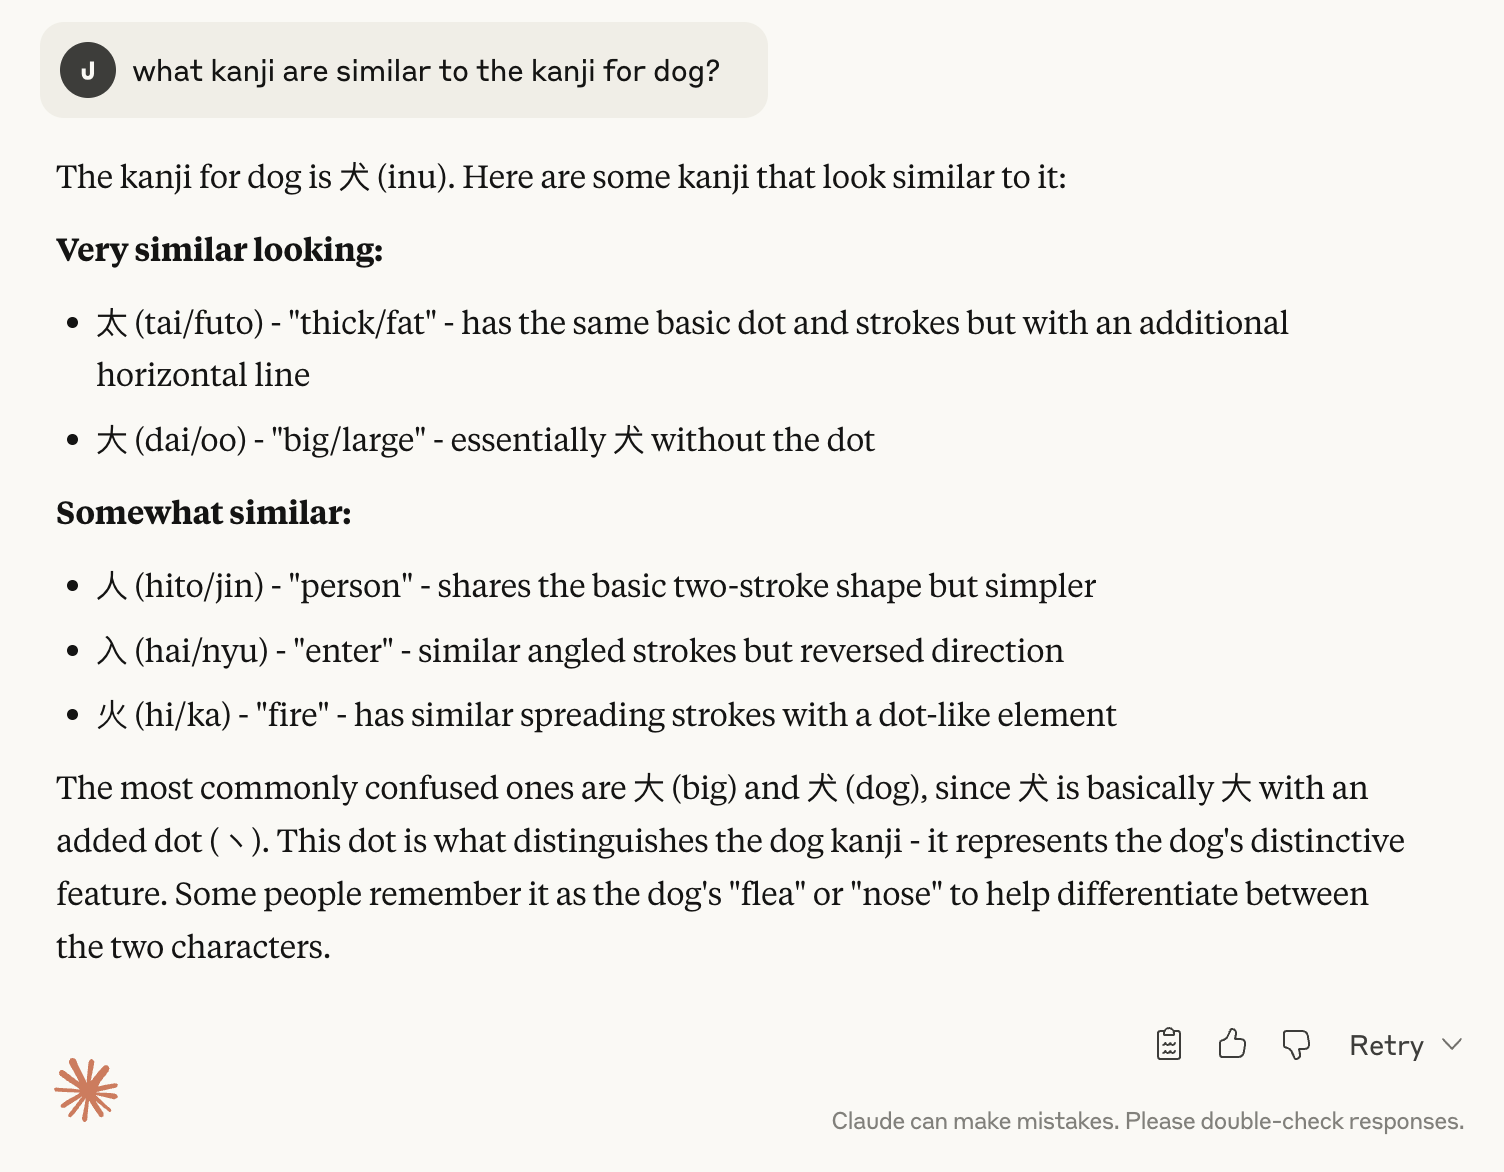 J
what kanji are similar to the kanji for dog?
The kanji for dog is 犬 (inu). Here are some kanji that look similar to it:
Very similar looking:
• 太 (tai/futo) - "thick/fat" - has the same basic dot and strokes but with an additional
horizontal line
• 大 (dai/oo) - "big/large" - essentially 犬 without the dot
Somewhat similar:
• 人 (hito/jin) - "person" - shares the basic two-stroke shape but simpler
• 入 (hai/nyu) - "enter" - similar angled strokes but reversed direction
• 火 (hi/ka) - "fire" - has similar spreading strokes with a dot-like element
The most commonly confused ones are 大 (big) and 犬 (dog), since 犬 is basically 大 with an
added dot (丶). This dot is what distinguishes the dog kanji - it represents the dog's distinctive
feature. Some people remember it as the dog's "flea" or "nose" to help differentiate between
the two characters.
Retry
Claude can make mistakes. Please double-check responses.